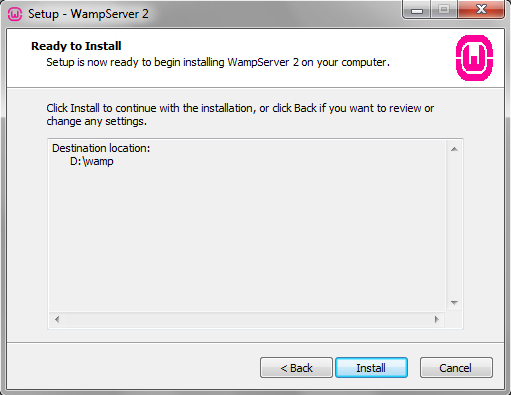 Setup - WampServer 2
Ready to Install
Setup is now ready to begin installing WampServer 2 on your computer.
W
Click Install to continue with the installation, or click Back if you want to review or
change any settings.
Destination location:
D:\wamp
< Back
Install
Cancel